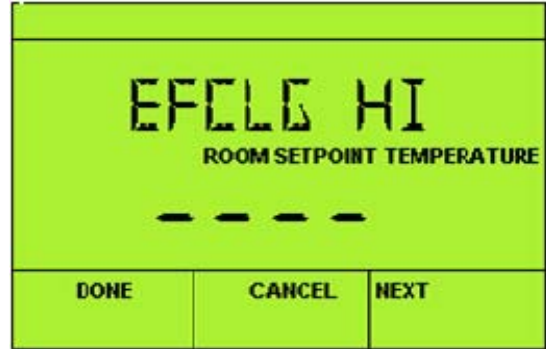 EFCLG HI
ROOM SETPOINT TEMPERATURE
- - - -
DONE CANCEL NEXT